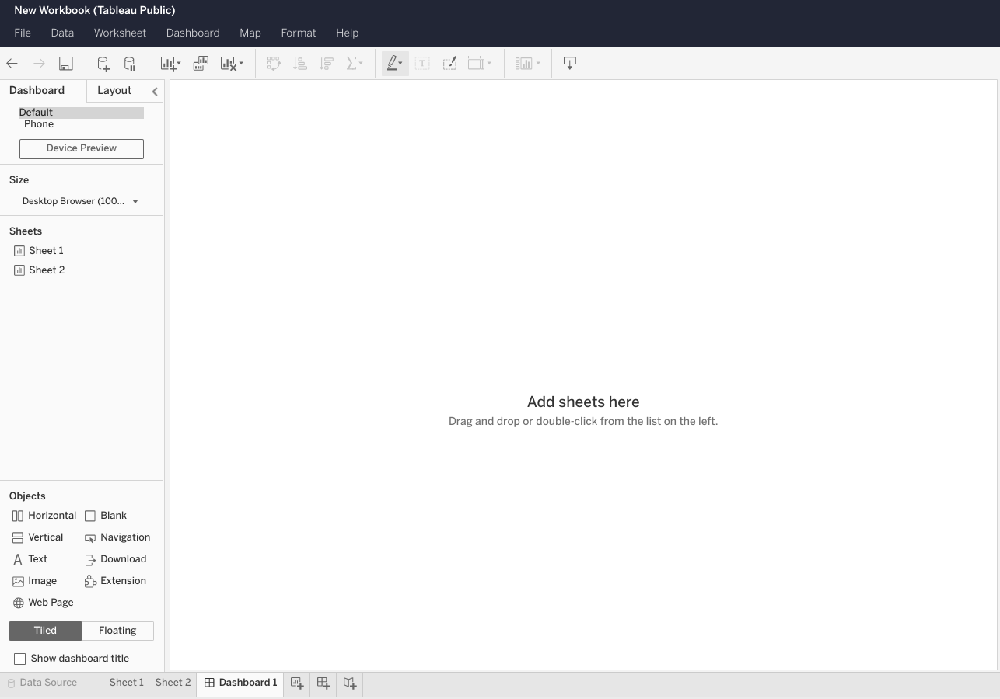 New Workbook (Tableau Public)
File Data Worksheet Dashboard Map Format Help
Dashboard Layout
Default
Phone
Device Preview
Size
Desktop Browser (100...
Sheets
Sheet 1
Sheet 2
Add sheets here
Drag and drop or double-click from the list on the left.
Objects
Horizontal Blank
Vertical Navigation
Text Download
Image Extension
Web Page
Tiled Floating
Show dashboard title
Data Source Sheet 1 Sheet 2 Dashboard 1